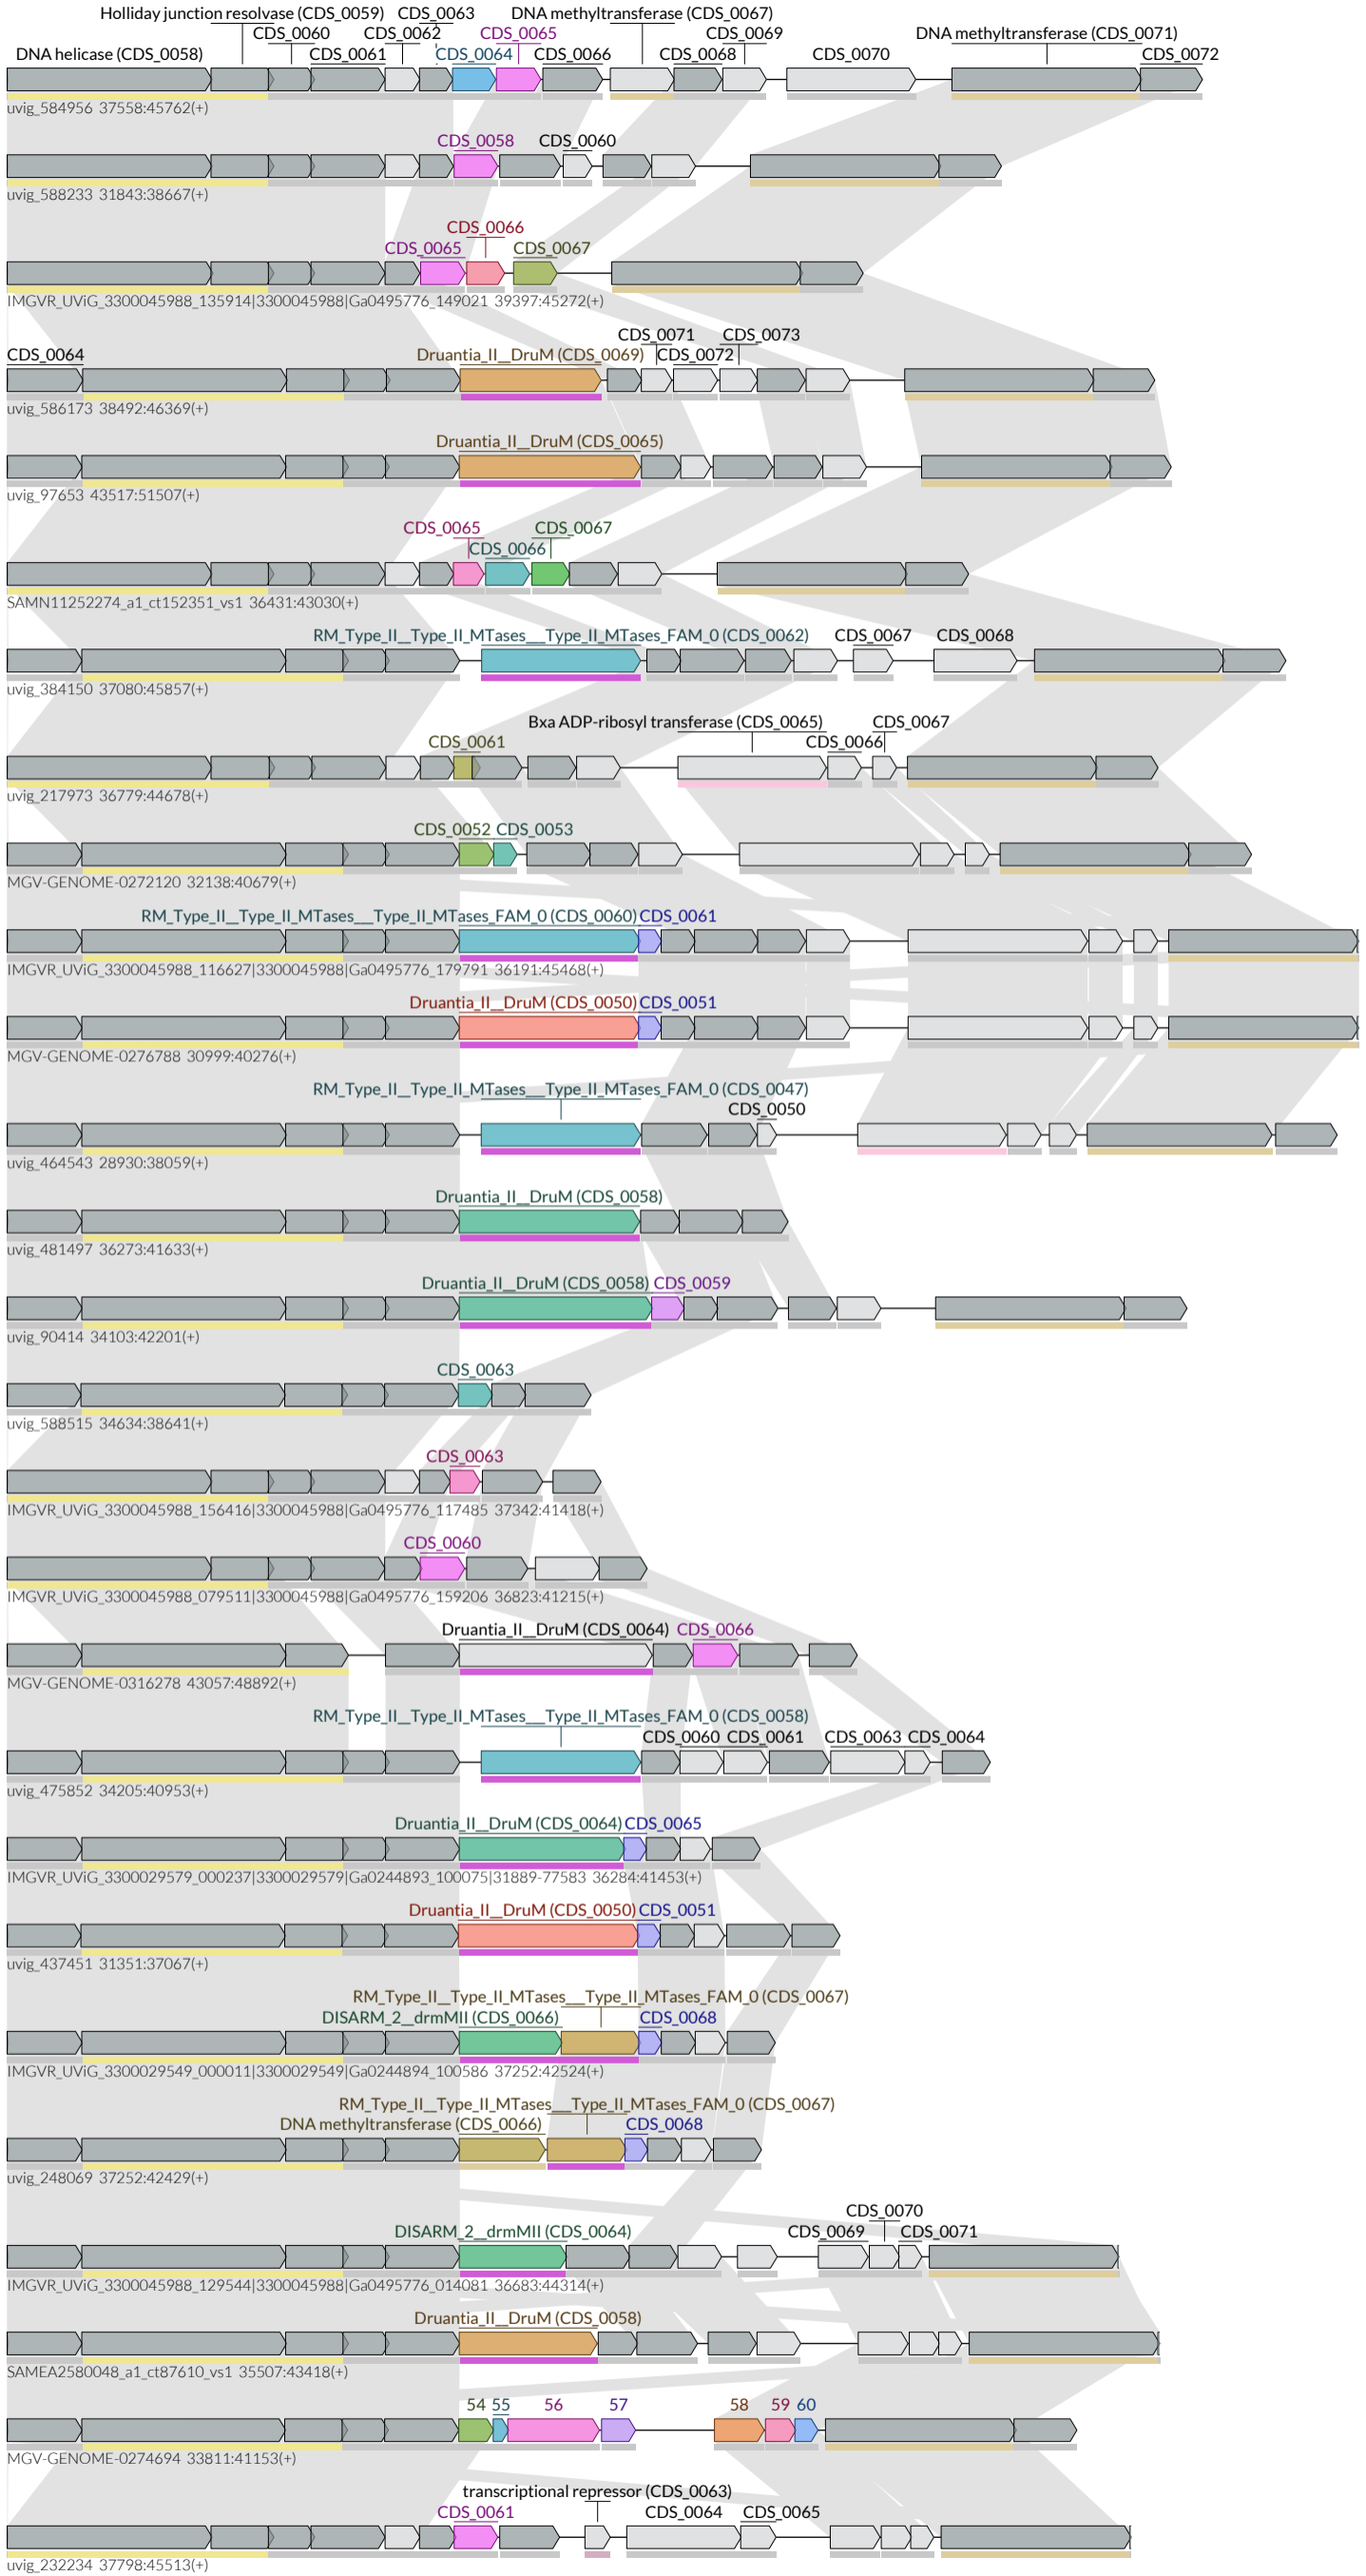 Holliday junction resolvase (CDS_0059) CDS_0063 DNA methyltransferase (CDS_0067)
CDS_0060 CDS_0062 CDS_0065 CDS_0069 DNA methyltransferase (CDS_0071)
DNA helicase (CDS_0058) CDS_0061 CDS_0064 CDS_0066 CDS_0068 CDS_0070 CDS_0072
uvig_584956 37558:45762(+)
CDS_0058 CDS_0060
uvig_588233 31843:38667(+)
CDS_0066
CDS_0065 CDS_0067
IMGVR_UViG_3300045988_135914|3300045988|Ga0495776_149021 39397:45272(+)
CDS_0071 CDS_0073
CDS_0064 Druantia_II__DruM (CDS_0069) CDS_0072
uvig_586173 38492:46369(+)
Druantia_II__DruM (CDS_0065)
uvig_97653 43517:51507(+)
CDS_0065 CDS_0067
CDS_0066
SAMN11252274_a1_ct152351_vs1 36431:43030(+)
RM_Type_II__Type_II_MTases___Type_II_MTases_FAM_0 (CDS_0062) CDS_0067 CDS_0068
uvig_384150 37080:45857(+)
Bxa ADP-ribosyl transferase (CDS_0065) CDS_0067
CDS_0061 CDS_0066
uvig_217973 36779:44678(+)
CDS_0052 CDS_0053
MGV-GENOME-0272120 32138:40679(+)
RM_Type_II__Type_II_MTases___Type_II_MTases_FAM_0 (CDS_0060) CDS_0061
IMGVR_UViG_3300045988_116627|3300045988|Ga0495776_179791 36191:45468(+)
Druantia_II__DruM (CDS_0050) CDS_0051
MGV-GENOME-0276788 30999:40276(+)
RM_Type_II__Type_II_MTases___Type_II_MTases_FAM_0 (CDS_0047)
CDS_0050
uvig_464543 28930:38059(+)
Druantia_II__DruM (CDS_0058)
uvig_481497 36273:41633(+)
Druantia_II__DruM (CDS_0058) CDS_0059
uvig_90414 34103:42201(+)
CDS_0063
uvig_588515 34634:38641(+)
CDS_0063
IMGVR_UViG_3300045988_156416|3300045988|Ga0495776_117485 37342:41418(+)
CDS_0060
IMGVR_UViG_3300045988_079511|3300045988|Ga0495776_159206 36823:41215(+)
Druantia_II__DruM (CDS_0064) CDS_0066
MGV-GENOME-0316278 43057:48892(+)
RM_Type_II__Type_II_MTases___Type_II_MTases_FAM_0 (CDS_0058)
CDS_0060 CDS_0061 CDS_0063 CDS_0064
uvig_475852 34205:40953(+)
Druantia_II__DruM (CDS_0064) CDS_0065
IMGVR_UViG_3300029579_000237|3300029579|Ga0244893_100075|31889-77583 36284:41453(+)
Druantia_II__DruM (CDS_0050) CDS_0051
uvig_437451 31351:37067(+)
RM_Type_II__Type_II_MTases___Type_II_MTases_FAM_0 (CDS_0067)
DISARM_2__drmMII (CDS_0066) CDS_0068
IMGVR_UViG_3300029549_000011|3300029549|Ga0244894_100586 37252:42524(+)
RM_Type_II__Type_II_MTases___Type_II_MTases_FAM_0 (CDS_0067)
DNA methyltransferase (CDS_0066) CDS_0068
uvig_248069 37252:42429(+)
CDS_0070
DISARM_2__drmMII (CDS_0064) CDS_0069 CDS_0071
IMGVR_UViG_3300045988_129544|3300045988|Ga0495776_014081 36683:44314(+)
Druantia_II__DruM (CDS_0058)
SAMEA2580048_a1_ct87610_vs1 35507:43418(+)
54 55 56 57 58 59 60
MGV-GENOME-0274694 33811:41153(+)
transcriptional repressor (CDS_0063)
CDS_0061 CDS_0064 CDS_0065
uvig_232234 37798:45513(+)